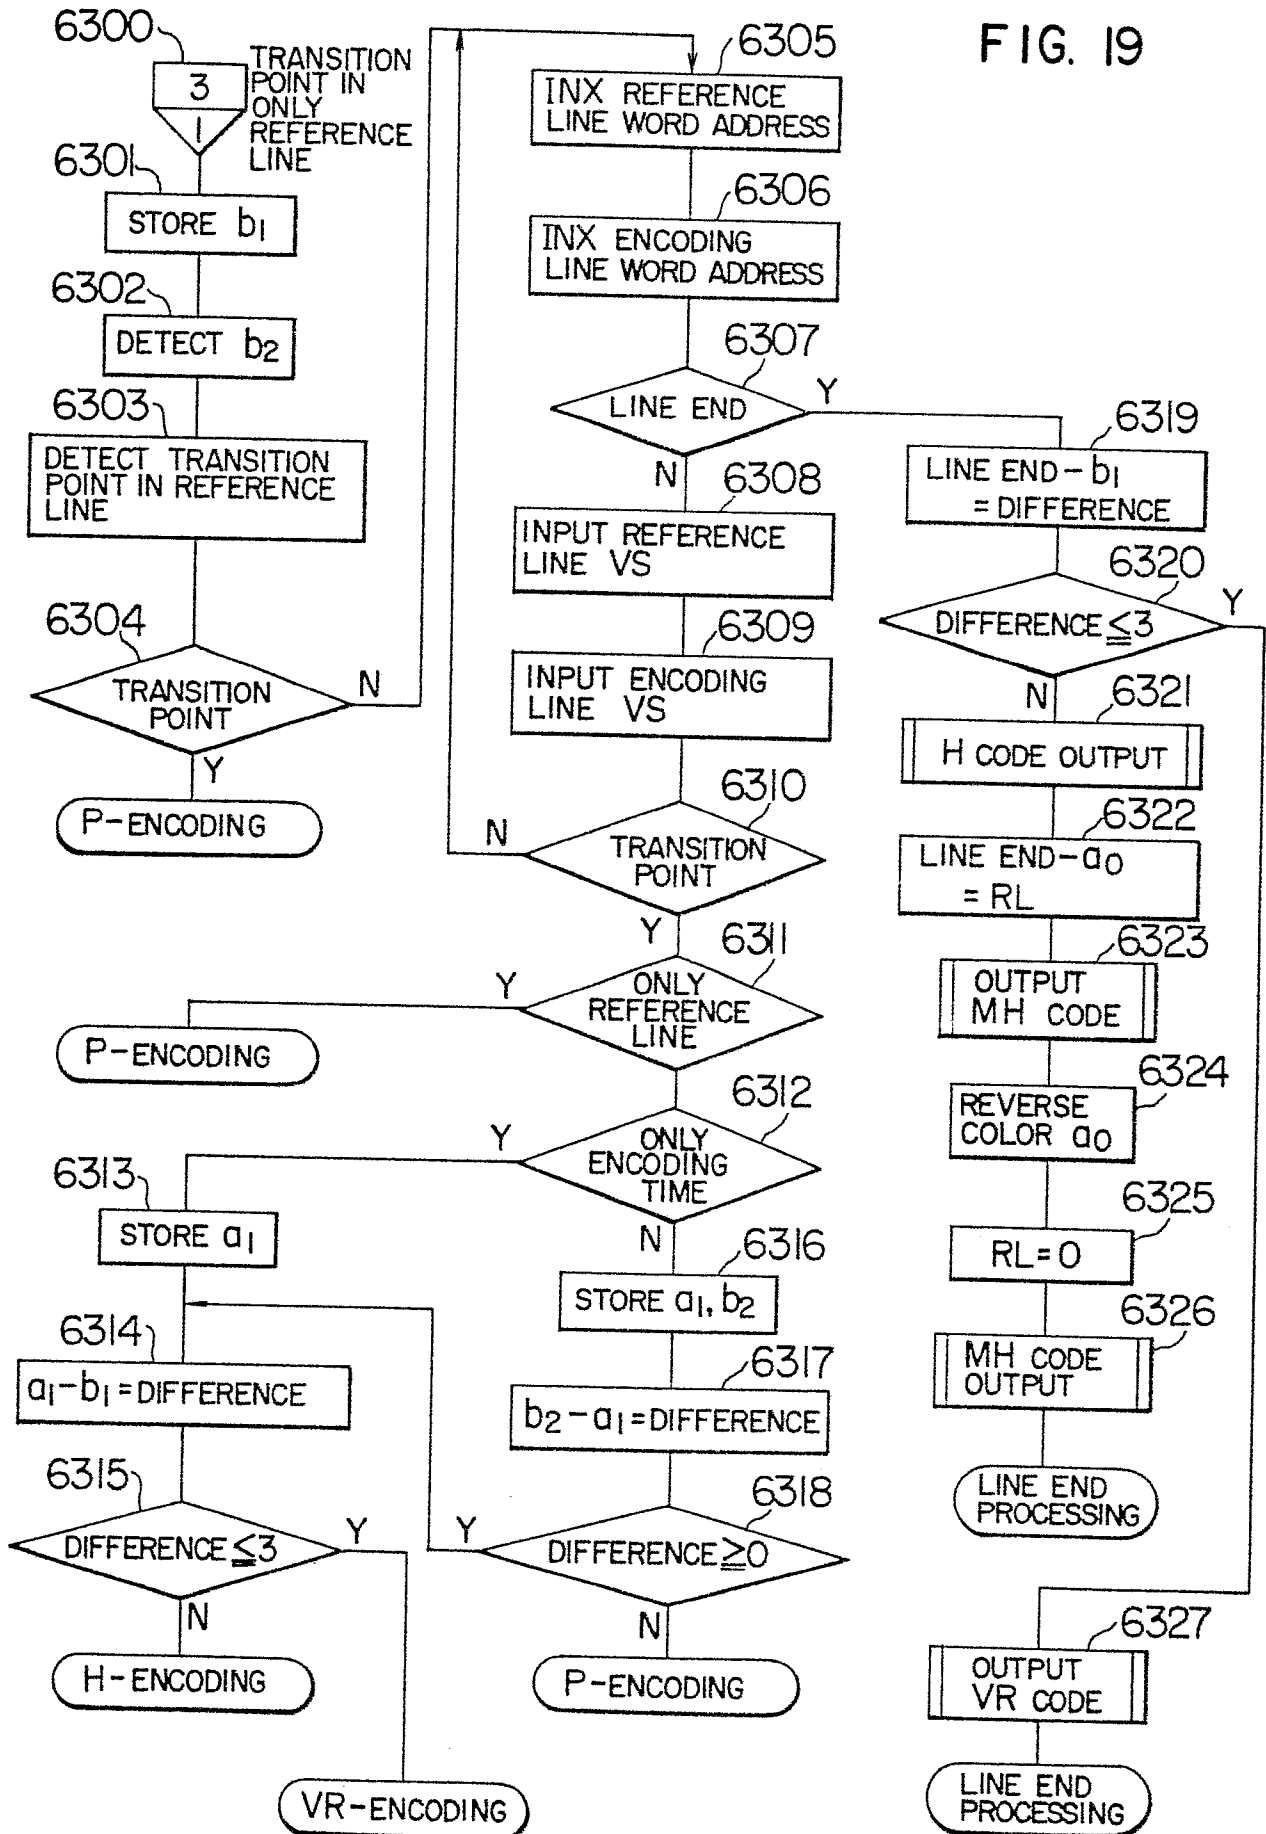 FIG. 19
6300
3
1
TRANSITION
POINT IN
ONLY
REFERENCE
LINE
6301
STORE b1
6302
DETECT b2
6303
DETECT TRANSITION
POINT IN REFERENCE
LINE
6304
TRANSITION
POINT
N
Y
P-ENCODING
6305
INX REFERENCE
LINE WORD ADDRESS
6306
INX ENCODING
LINE WORD ADDRESS
6307
LINE END
Y
N
6308
INPUT REFERENCE
LINE VS
6309
INPUT ENCODING
LINE VS
6310
TRANSITION
POINT
N
Y
6311
ONLY
REFERENCE
LINE
Y
P-ENCODING
6312
ONLY
ENCODING
TIME
Y
N
6313
STORE a1
6314
a1-b1=DIFFERENCE
6315
DIFFERENCE≦3
Y
N
H-ENCODING
VR-ENCODING
6316
STORE a1, b2
6317
b2-a1=DIFFERENCE
6318
DIFFERENCE≧0
Y
N
P-ENCODING
6319
LINE END-b1
=DIFFERENCE
6320
DIFFERENCE≦3
Y
N
6321
H CODE OUTPUT
6322
LINE END-a0
=RL
6323
OUTPUT
MH CODE
6324
REVERSE
COLOR a0
6325
RL=0
6326
MH CODE
OUTPUT
LINE END
PROCESSING
6327
OUTPUT
VR CODE
LINE END
PROCESSING